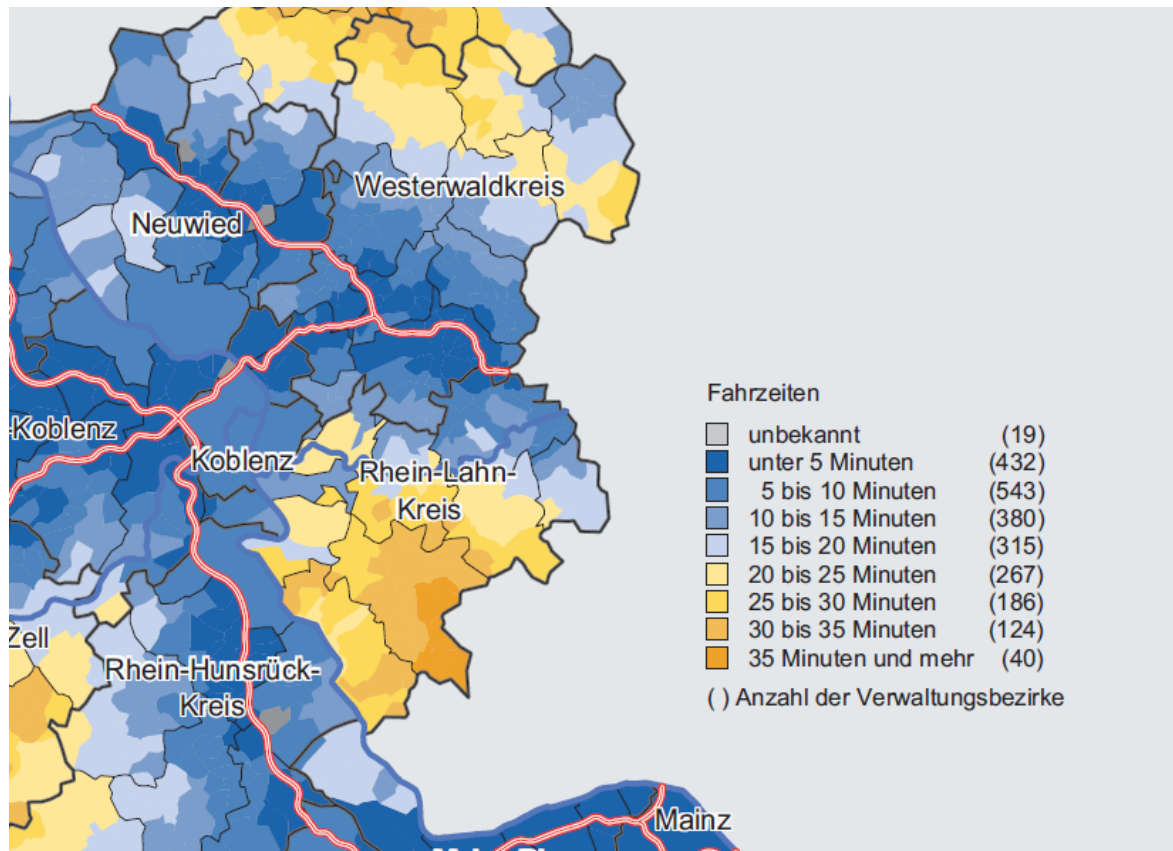 Westerwaldkreis
Neuwied
-Koblenz
Koblenz
Rhein-Lahn-
Kreis
Zell
Rhein-Hunsrück-
Kreis
Mainz
Fahrzeiten
unbekannt (19)
unter 5 Minuten (432)
5 bis 10 Minuten (543)
10 bis 15 Minuten (380)
15 bis 20 Minuten (315)
20 bis 25 Minuten (267)
25 bis 30 Minuten (186)
30 bis 35 Minuten (124)
35 Minuten und mehr (40)
( ) Anzahl der Verwaltungsbezirke